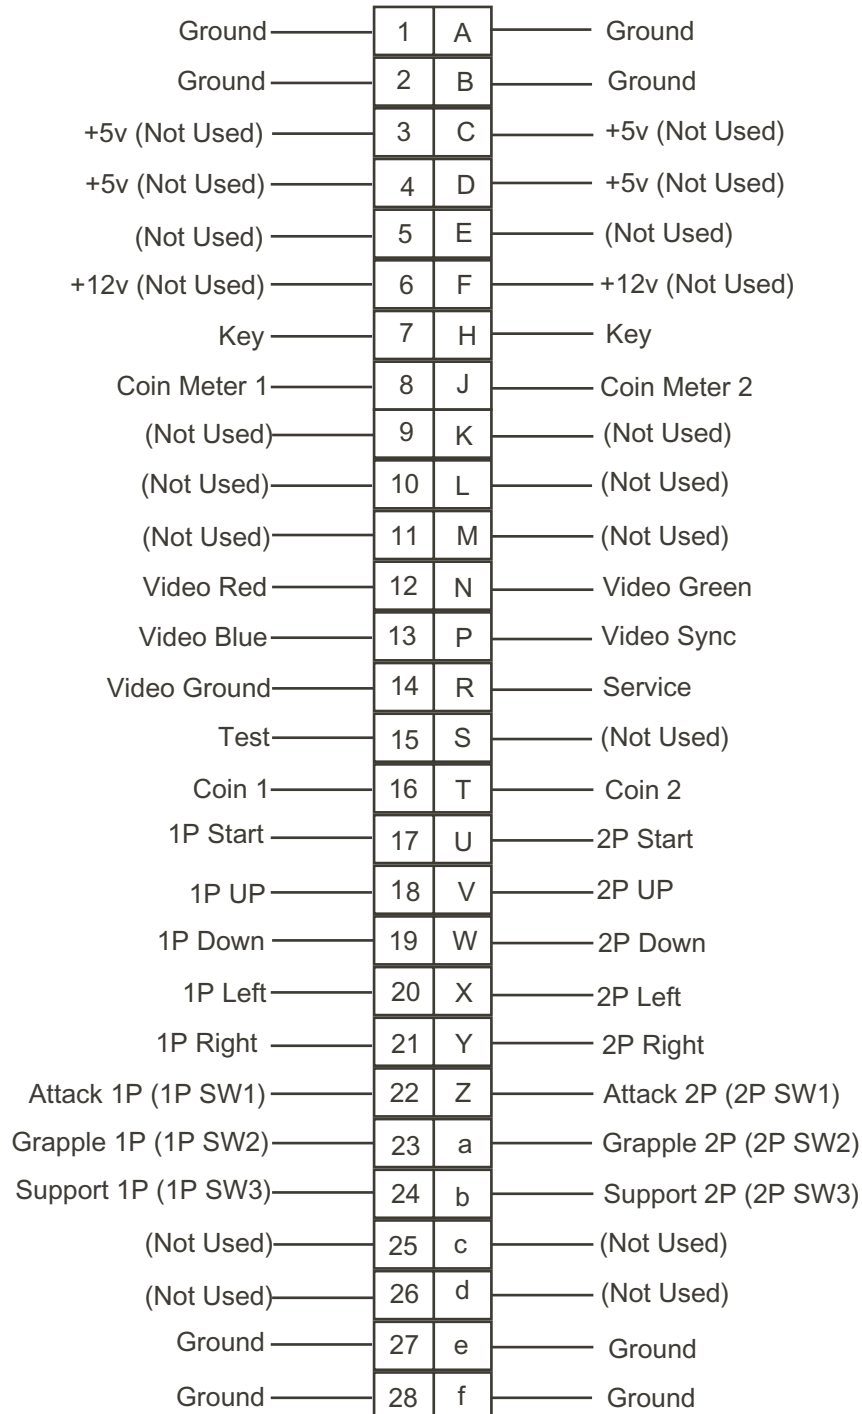 Ground 1 A Ground
Ground 2 B Ground
+5v (Not Used) 3 C +5v (Not Used)
+5v (Not Used) 4 D +5v (Not Used)
(Not Used) 5 E (Not Used)
+12v (Not Used) 6 F +12v (Not Used)
Key 7 H Key
Coin Meter 1 8 J Coin Meter 2
(Not Used) 9 K (Not Used)
(Not Used) 10 L (Not Used)
(Not Used) 11 M (Not Used)
Video Red 12 N Video Green
Video Blue 13 P Video Sync
Video Ground 14 R Service
Test 15 S (Not Used)
Coin 1 16 T Coin 2
1P Start 17 U 2P Start
1P UP 18 V 2P UP
1P Down 19 W 2P Down
1P Left 20 X 2P Left
1P Right 21 Y 2P Right
Attack 1P (1P SW1) 22 Z Attack 2P (2P SW1)
Grapple 1P (1P SW2) 23 a Grapple 2P (2P SW2)
Support 1P (1P SW3) 24 b Support 2P (2P SW3)
(Not Used) 25 c (Not Used)
(Not Used) 26 d (Not Used)
Ground 27 e Ground
Ground 28 f Ground